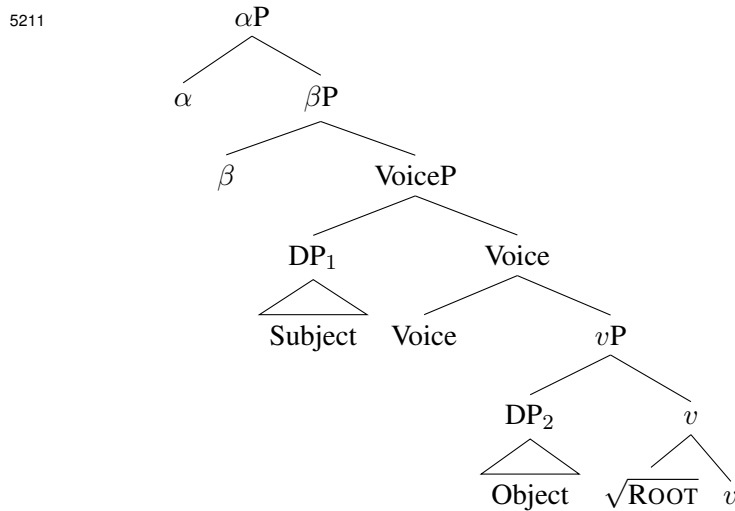 5211
αP
α βP
β VoiceP
DP₁ Voice
Subject Voice vP
DP₂ v
Object √ROOT v